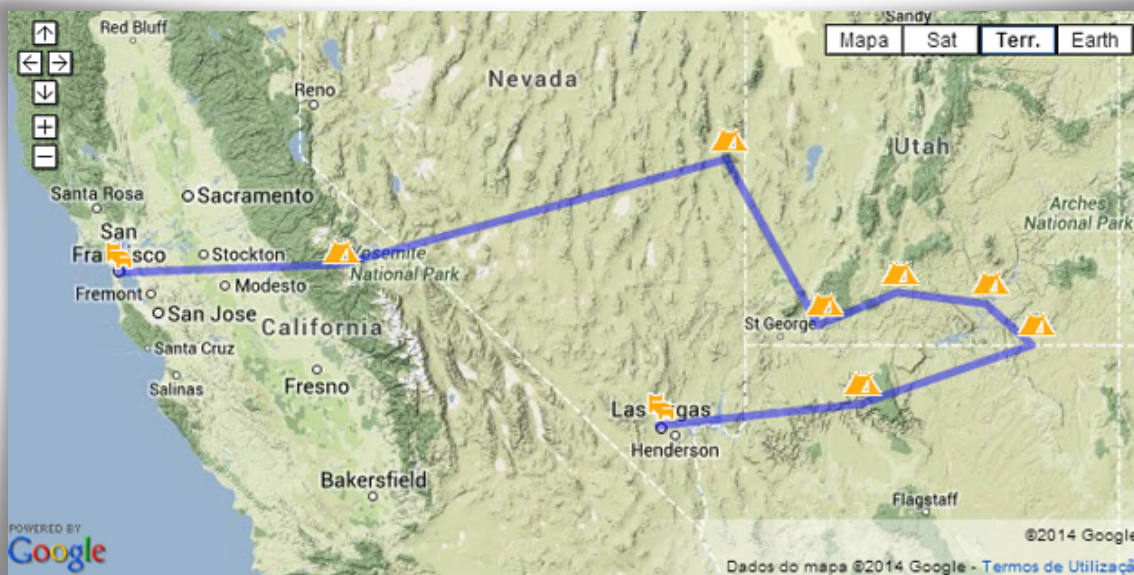 Sandy
Red Bluff
Mapa
Sat
Terr.
Earth
Nevada
Reno
Utah
Santa Rosa
Sacramento
Arches
National Park
San
Stockton
Yosemite
National Park
Fremont
Modesto
San Jose
California
St George
Santa Cruz
Salinas
Fresno
Henderson
Bakersfield
Flagstaff
POWERED BY
Google
©2014 Google
Dados do mapa ©2014 Google - Termos de Utilizaçã